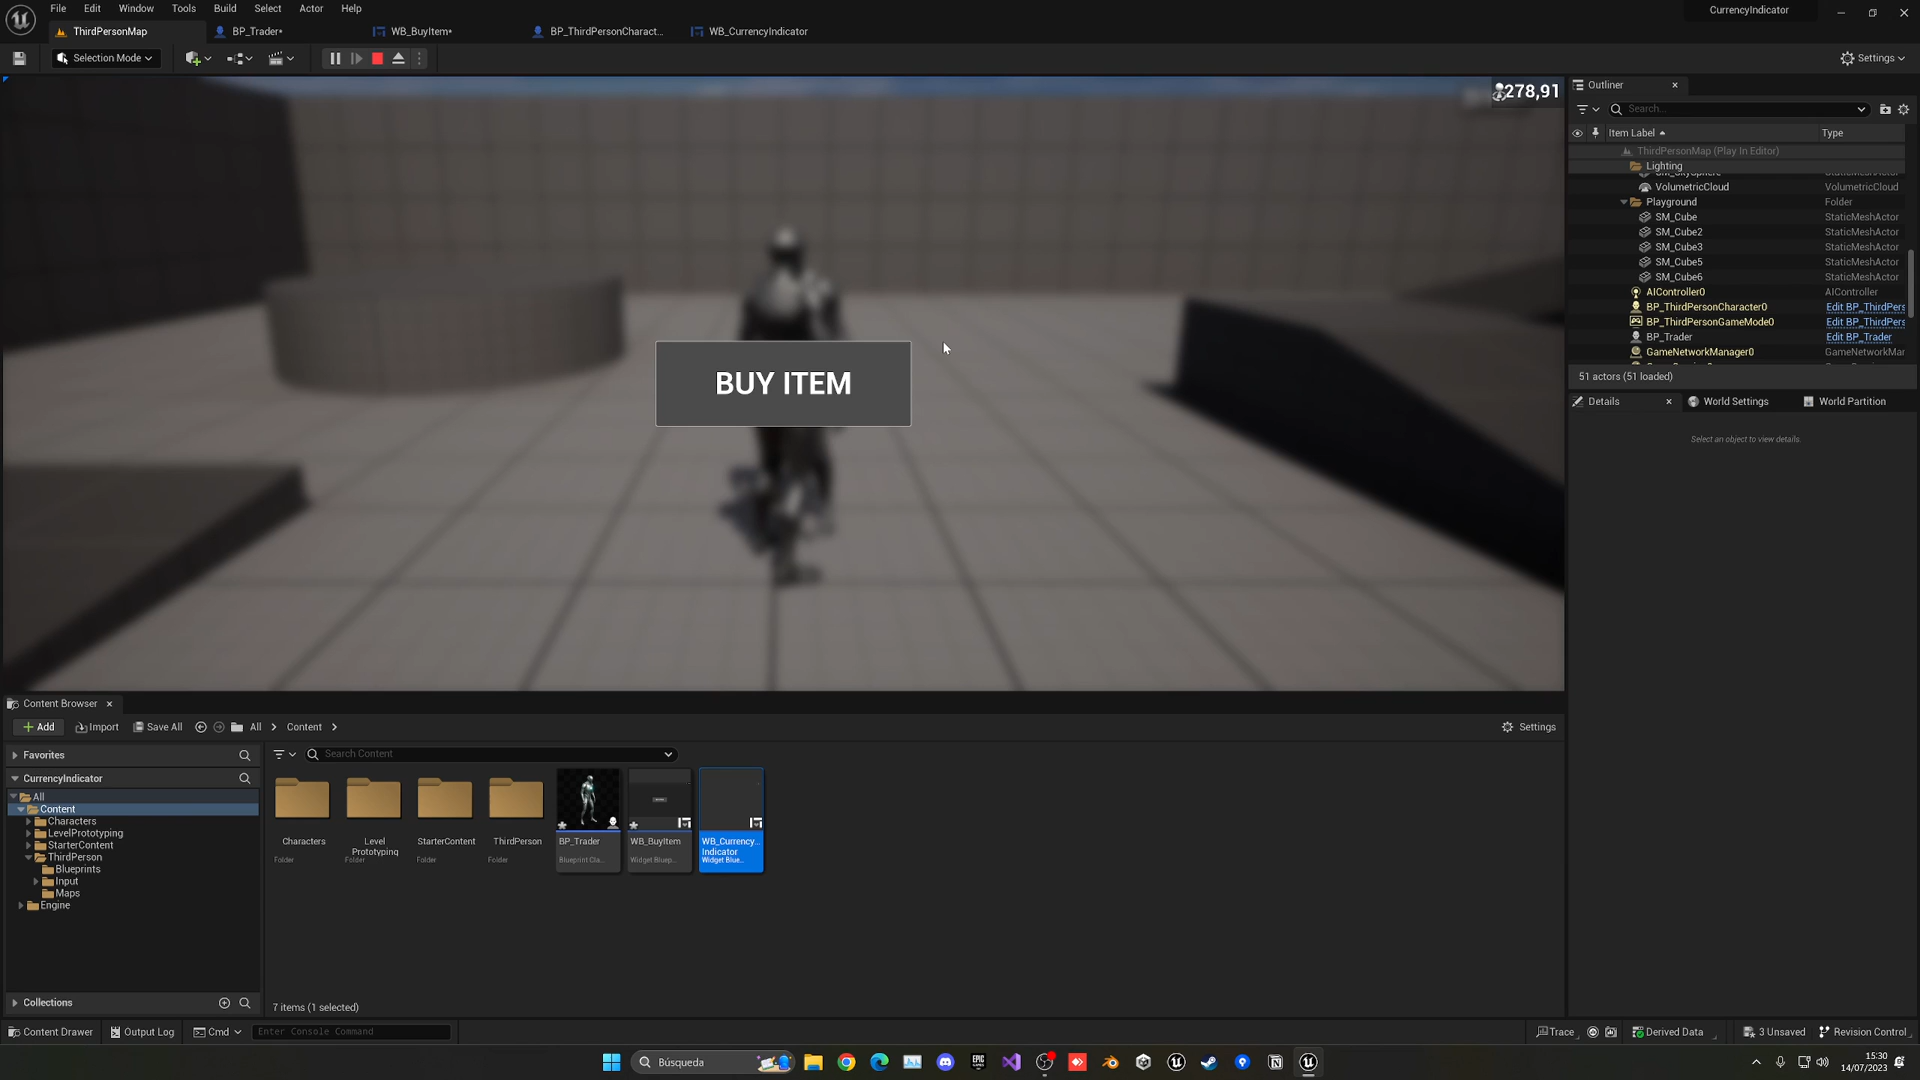 File Edit Window Tools Build Select Actor Help
CurrencyIndicator
ThirdPersonMap
BP_Trader*
WB_BuyItem*
BP_ThirdPersonCharact...
WB_CurrencyIndicator
Selection Mode
Settings
278,91
BUY ITEM
Outliner
Search...
Item Label
Type
ThirdPersonMap (Play In Editor)
Lighting
VolumetricCloud VolumetricCloud
Playground Folder
SM_Cube StaticMeshActor
SM_Cube2 StaticMeshActor
SM_Cube3 StaticMeshActor
SM_Cube5 StaticMeshActor
SM_Cube6 StaticMeshActor
AIController0 AIController
BP_ThirdPersonCharacter0 Edit BP_ThirdPers
BP_ThirdPersonGameMode0 Edit BP_ThirdPers
BP_Trader Edit BP_Trader
GameNetworkManager0 GameNetworkMar
51 actors (51 loaded)
Details
World Settings
World Partition
Select an object to view details.
Content Browser
Add
Import
Save All
All
Content
Settings
Favorites
Search Content
CurrencyIndicator
All
Content
Characters
LevelPrototyping
StarterContent
ThirdPerson
Blueprints
Input
Maps
Engine
Characters
Folder
Level
Prototyping
Folder
StarterContent
Folder
ThirdPerson
Folder
BP_Trader
Blueprint Cla...
WB_BuyItem
Widget Bluep...
WB_Currency...
Indicator
Widget Blue...
Collections
7 items (1 selected)
Content Drawer
Output Log
Cmd
Enter Console Command
Trace
Derived Data
3 Unsaved
Revision Control
Búsqueda
15:30
14/07/2023